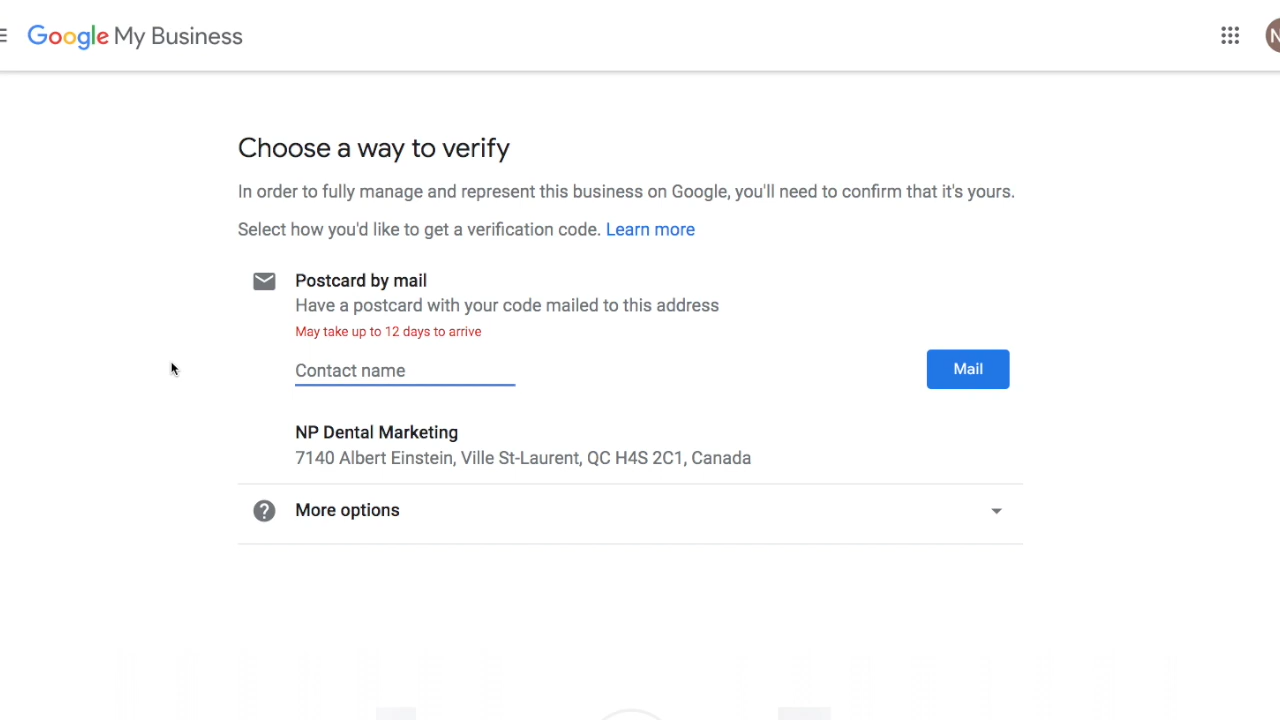 Google My Business
N
Choose a way to verify
In order to fully manage and represent this business on Google, you'll need to confirm that it's yours.
Select how you'd like to get a verification code. Learn more
Postcard by mail
Have a postcard with your code mailed to this address
May take up to 12 days to arrive
Contact name
Mail
NP Dental Marketing
7140 Albert Einstein, Ville St-Laurent, QC H4S 2C1, Canada
? More options